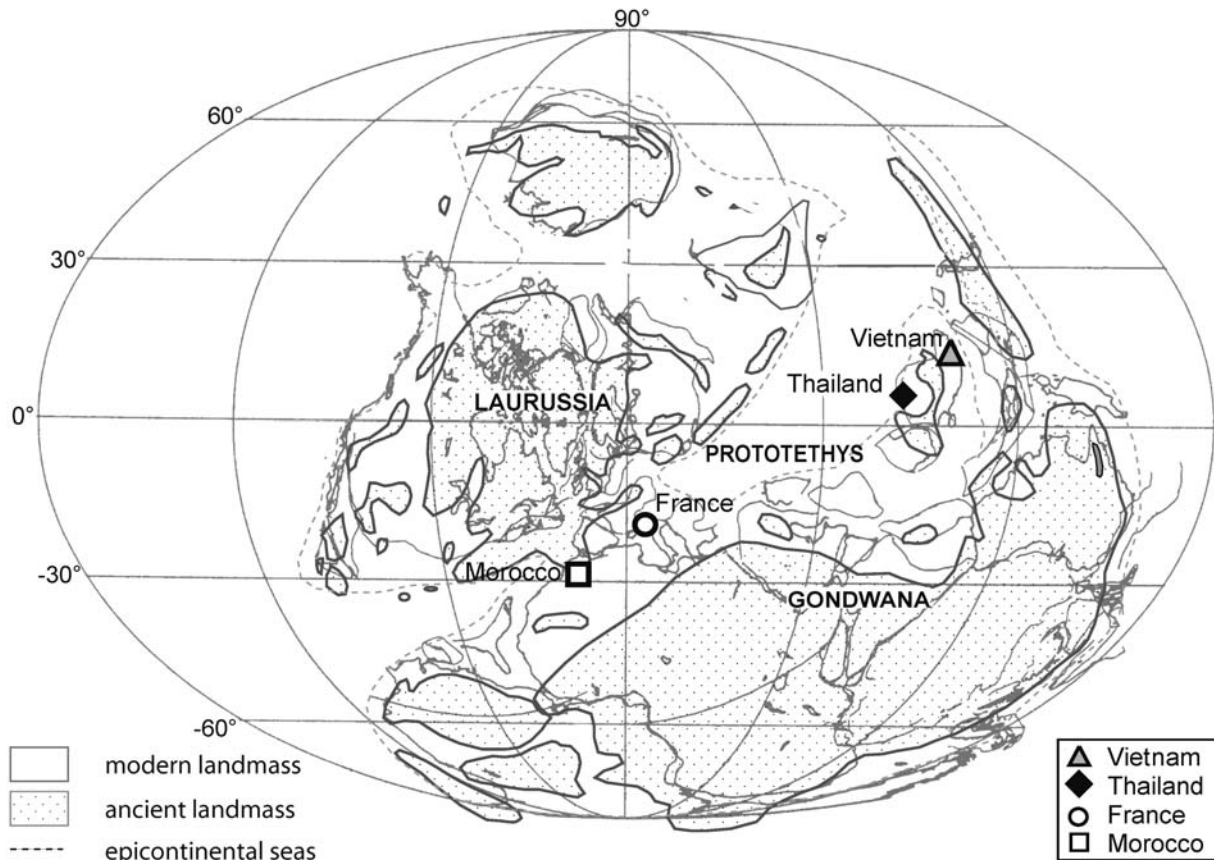 90°
60°
30°
Vietnam
Thailand
LAURUSSIA
0°
PROTOTETHYS
France
-30°
Morocco
GONDWANA
-60°
modern landmass
ancient landmass
epicontinental seas
Vietnam
Thailand
France
Morocco